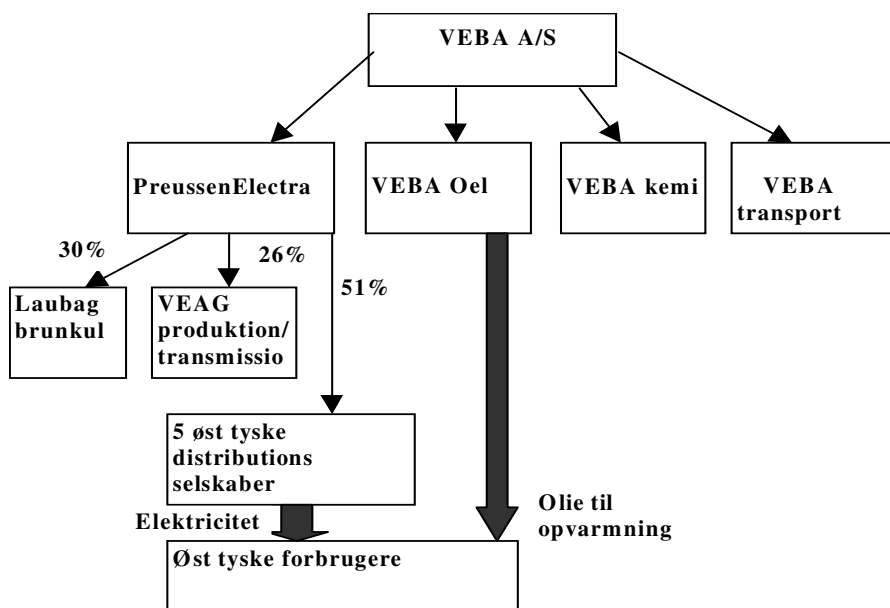 VEBA A/S
PreussenElectra
VEBA Oel
VEBA kemi
VEBA
transport
30%
26%
51%
Laubag
brunkul
VEAG
produktion/
transmissio
5 øst tyske
distributions
selskaber
Elektricitet
Olie til
opvarmning
Øst tyske forbrugere